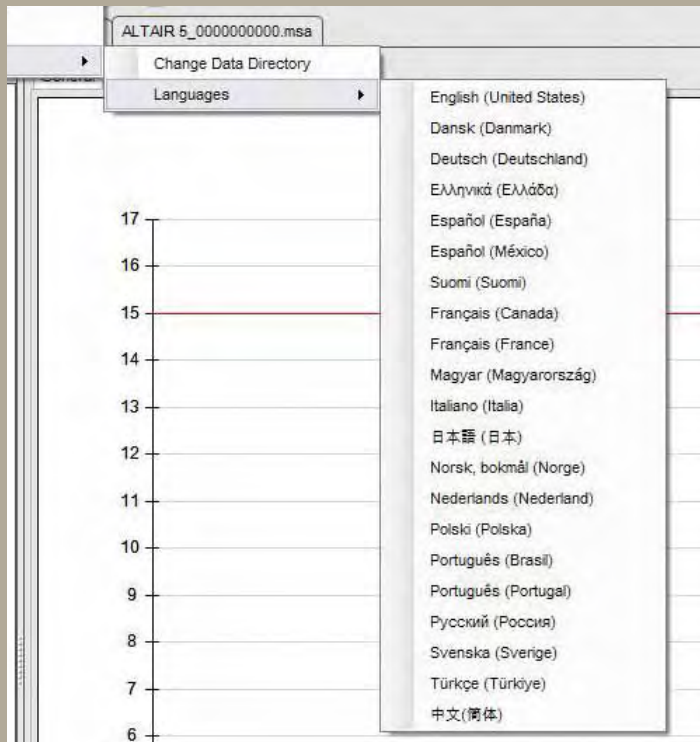 ALTAIR 5_0000000000.msa
Change Data Directory
General
Languages
English (United States)
Dansk (Danmark)
Deutsch (Deutschland)
Ελληνικά (Ελλάδα)
Español (España)
Español (México)
Suomi (Suomi)
Français (Canada)
Français (France)
Magyar (Magyarország)
Italiano (Italia)
日本語 (日本)
Norsk, bokmål (Norge)
Nederlands (Nederland)
Polski (Polska)
Português (Brasil)
Português (Portugal)
Русский (Россия)
Svenska (Sverige)
Türkçe (Türkiye)
中文(简体)
17
16
15
14
13
12
11
10
9
8
7
6